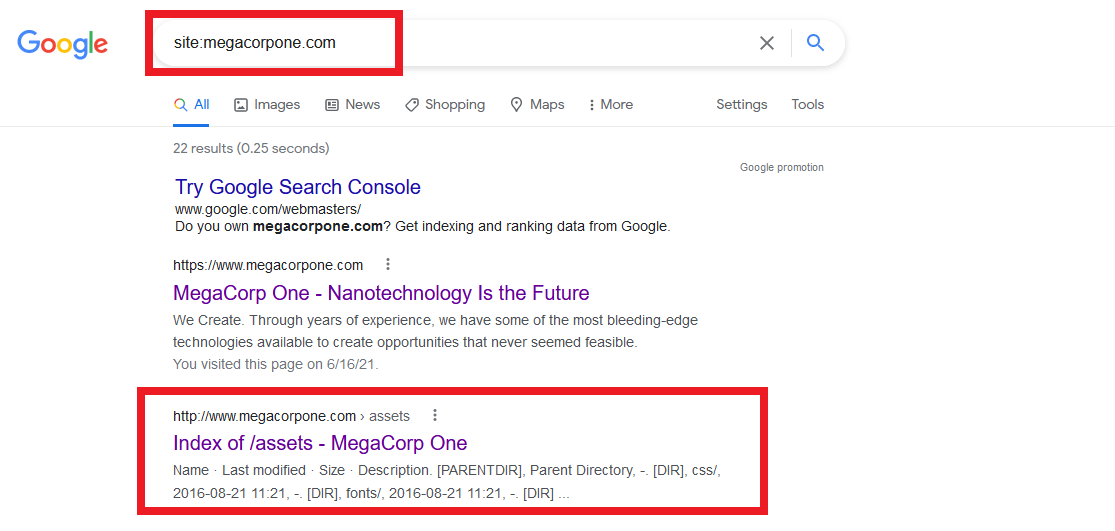 Google
site:megacorpone.com
All Images News Shopping Maps More Settings Tools
22 results (0.25 seconds)
Google promotion
Try Google Search Console
www.google.com/webmasters/
Do you own megacorpone.com? Get indexing and ranking data from Google.
https://www.megacorpone.com
MegaCorp One - Nanotechnology Is the Future
We Create. Through years of experience, we have some of the most bleeding-edge
technologies available to create opportunities that never seemed feasible.
You visited this page on 6/16/21.
http://www.megacorpone.com › assets
Index of /assets - MegaCorp One
Name · Last modified · Size · Description. [PARENTDIR], Parent Directory, -. [DIR], css/,
2016-08-21 11:21, -. [DIR], fonts/, 2016-08-21 11:21, -. [DIR] ...